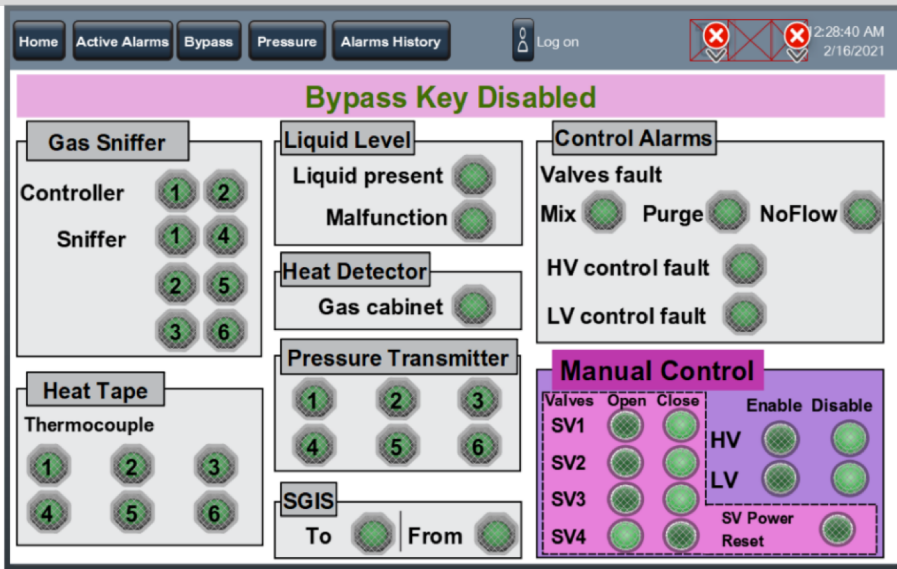 Home Active Alarms Bypass Pressure Alarms History Log on 2:28:40 AM
2/16/2021
Bypass Key Disabled
Gas Sniffer
Controller 1 2
Sniffer 1 4
2 5
3 6
Heat Tape
Thermocouple
1 2 3
4 5 6
Liquid Level
Liquid present
Malfunction
Heat Detector
Gas cabinet
Pressure Transmitter
1 2 3
4 5 6
SGIS
To From
Control Alarms
Valves fault
Mix Purge NoFlow
HV control fault
LV control fault
Manual Control
Valves Open Close
SV1
SV2
SV3
SV4
Enable Disable
HV
LV
SV Power
Reset